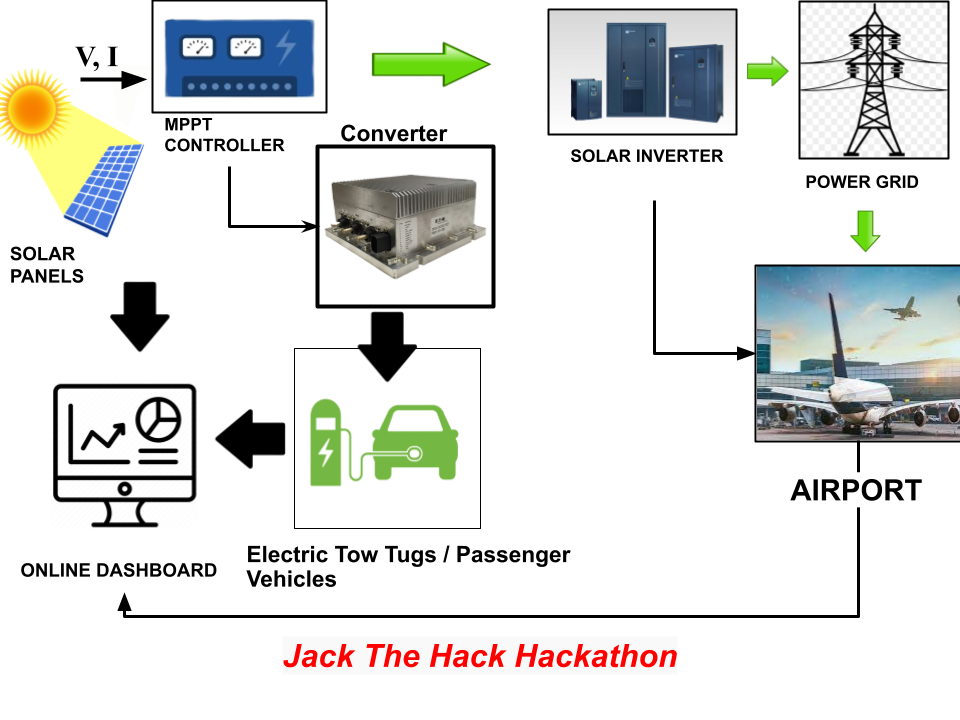 V, I
MPPT
CONTROLLER
Converter
SOLAR INVERTER
POWER GRID
SOLAR
PANELS
AIRPORT
Electric Tow Tugs / Passenger
Vehicles
ONLINE DASHBOARD
Jack The Hack Hackathon